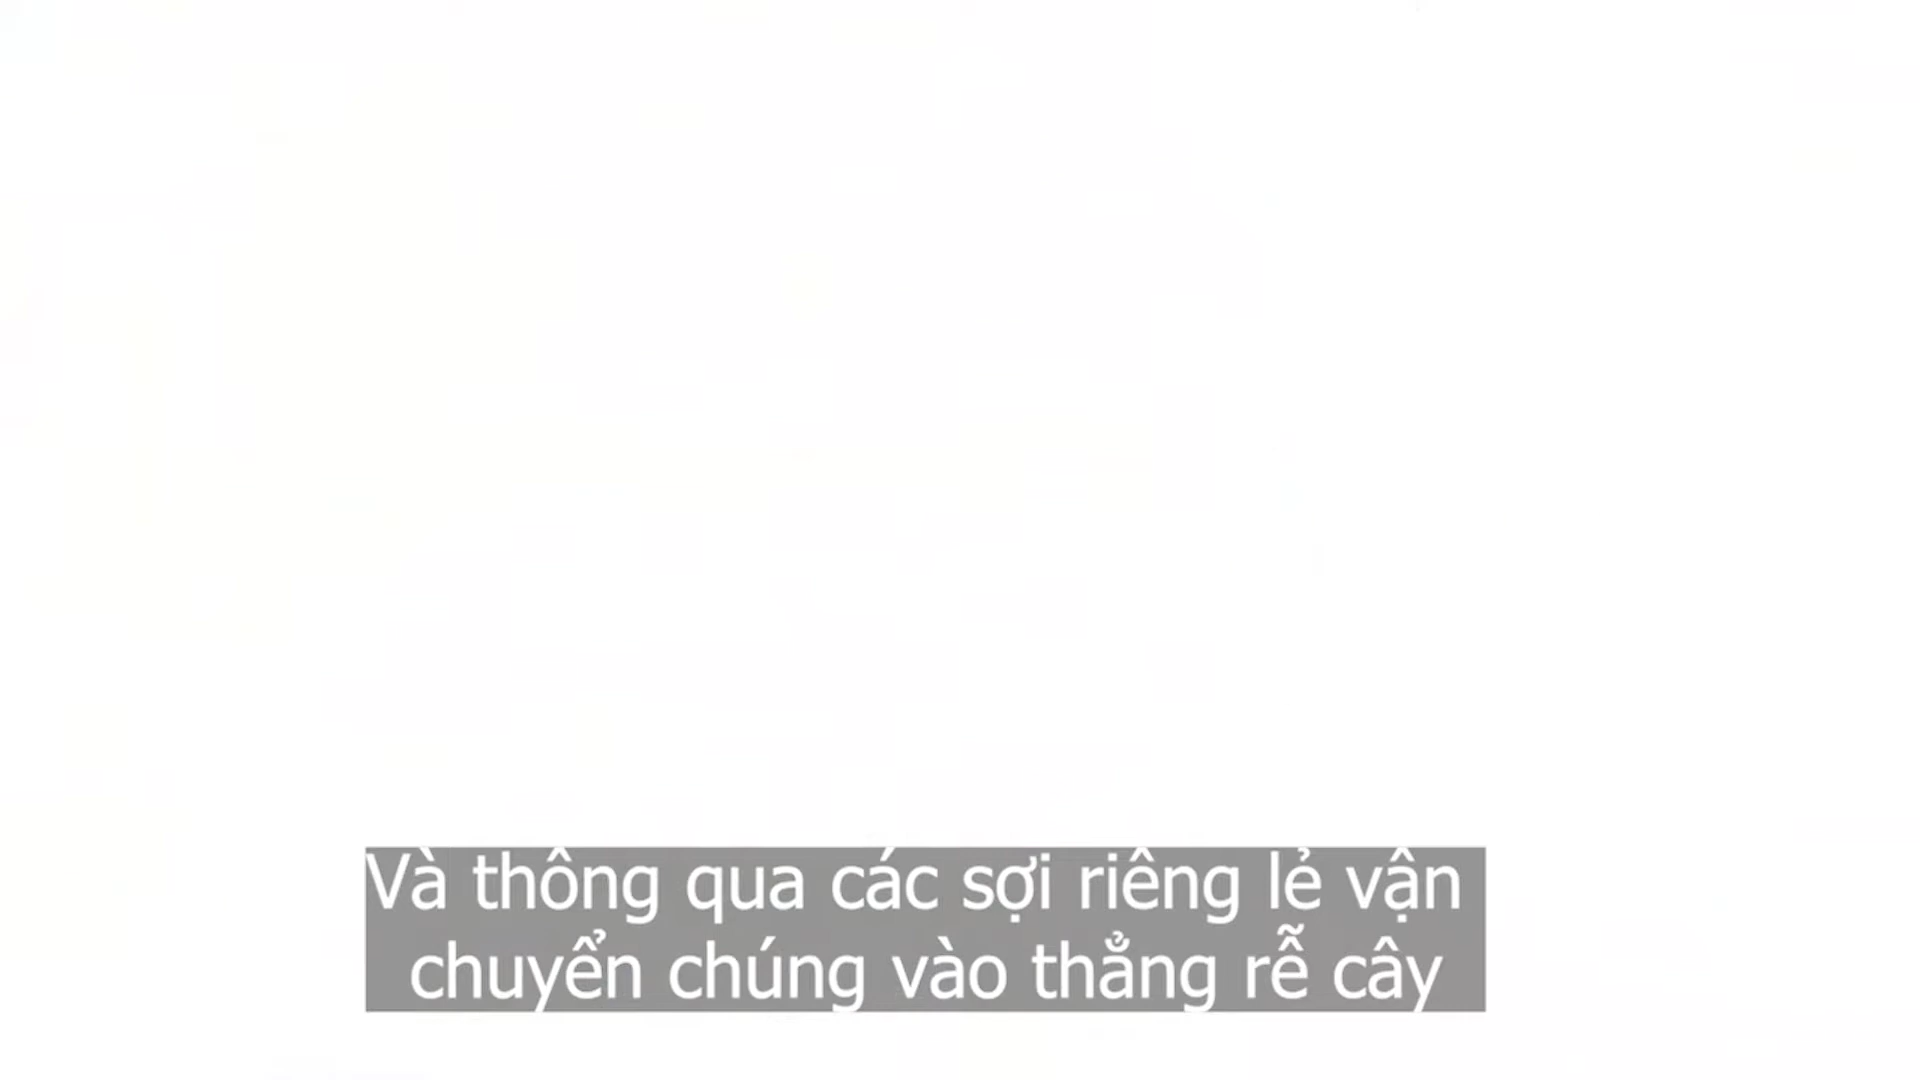 Và thông qua các sợi riêng lẻ vận
chuyển chúng vào thẳng rễ cây